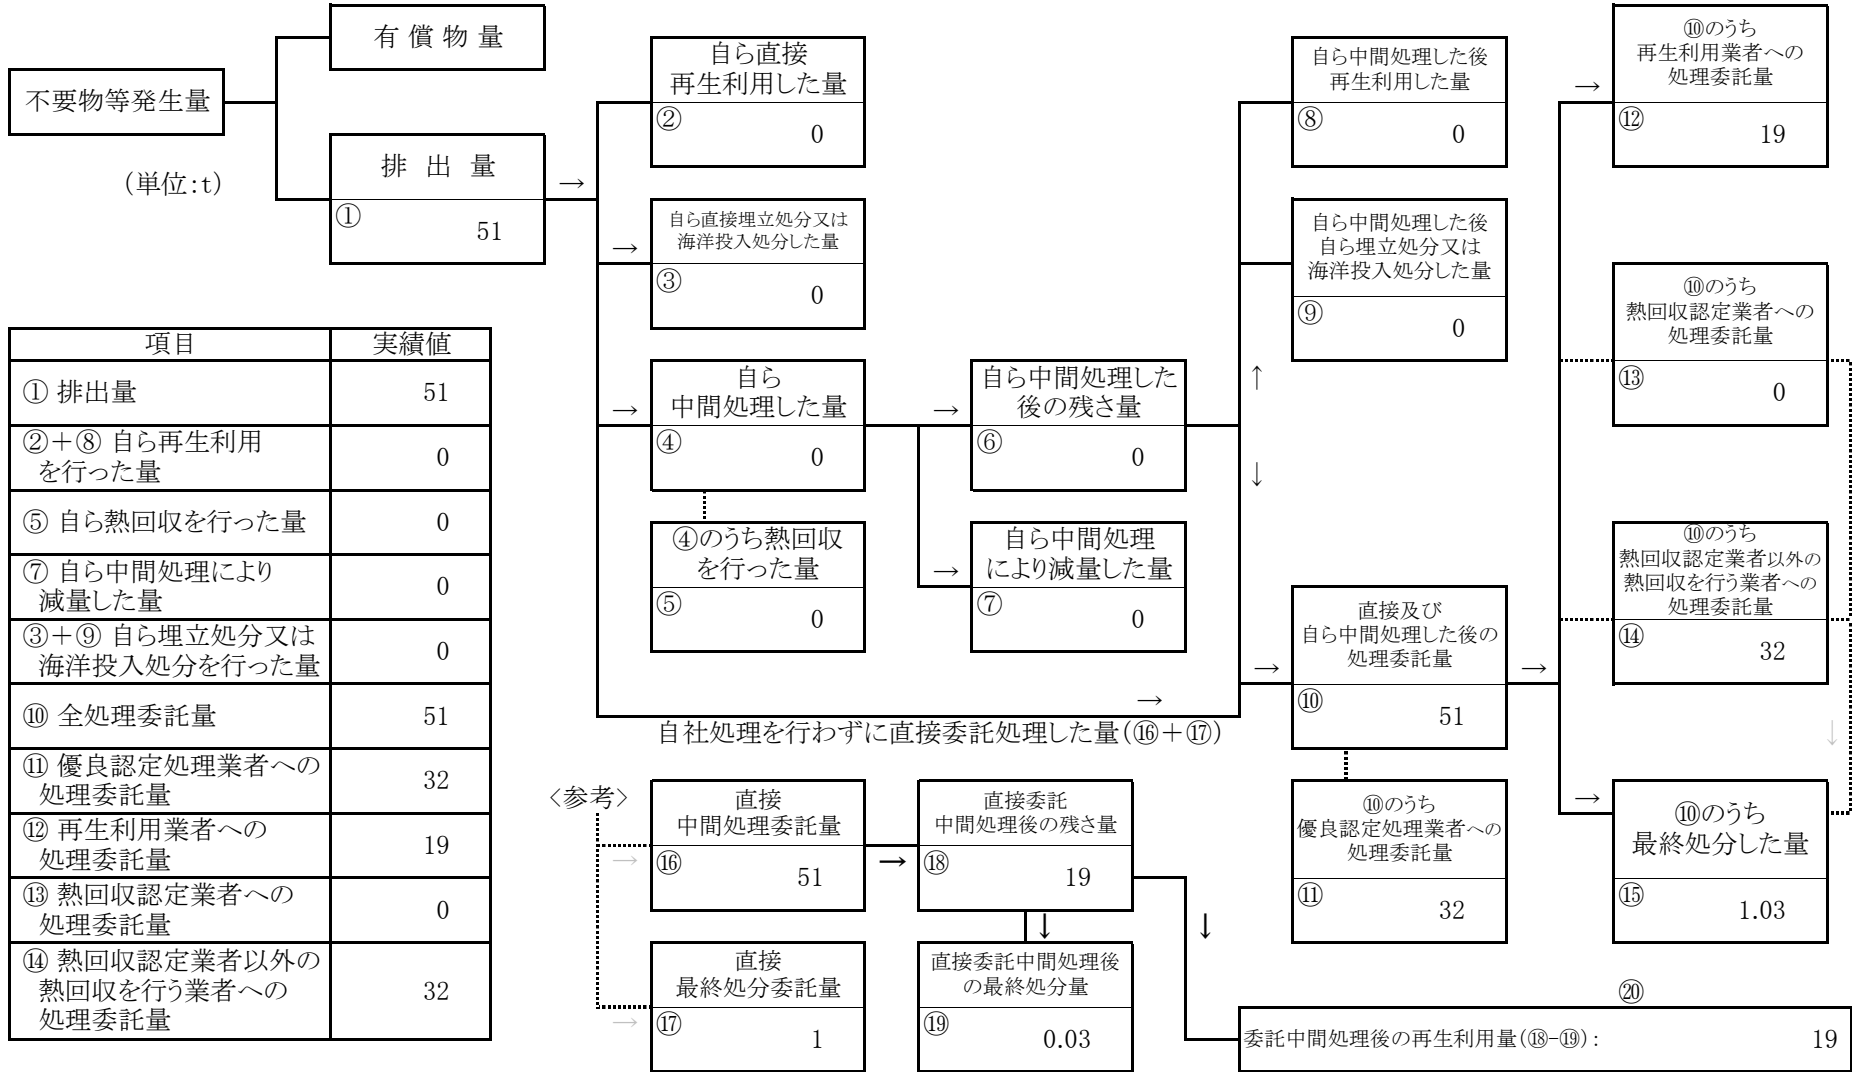 有 償 物 量
不要物等発生量
(単位:t)
排 出 量
①
51
→
自ら直接
再生利用した量
②
0
→
自ら直接埋立処分又は
海洋投入処分した量
③
0
→
自ら
中間処理した量
④
0
④のうち熱回収
を行った量
⑤
0
→
自ら中間処理した
後の残さ量
⑥
0
→
自ら中間処理
により減量した量
⑦
0
自ら中間処理した後
再生利用した量
⑧
0
自ら中間処理した後
自ら埋立処分又は
海洋投入処分した量
⑨
0
↑
↓
→
自社処理を行わずに直接委託処理した量(⑯+⑰)
→
直接及び
自ら中間処理した後の
処理委託量
⑩
51
→
⑩のうち
優良認定処理業者への
処理委託量
⑪
32
→
⑩のうち
再生利用業者への
処理委託量
⑫
19
⑩のうち
熱回収認定業者への
処理委託量
⑬
0
⑩のうち
熱回収認定業者以外の
熱回収を行う業者への
処理委託量
⑭
32
↓
→
⑩のうち
最終処分した量
⑮
1.03
項目 実績値
① 排出量 51
②+⑧ 自ら再生利用
を行った量 0
⑤ 自ら熱回収を行った量 0
⑦ 自ら中間処理により
減量した量 0
③+⑨ 自ら埋立処分又は
海洋投入処分を行った量 0
⑩ 全処理委託量 51
⑪ 優良認定処理業者への
処理委託量 32
⑫ 再生利用業者への
処理委託量 19
⑬ 熱回収認定業者への
処理委託量 0
⑭ 熱回収認定業者以外の
熱回収を行う業者への
処理委託量 32
〈参考〉
→
直接
中間処理委託量
⑯
51
→
直接委託
中間処理後の残さ量
⑱
19
↓
↓
→
直接
最終処分委託量
⑰
1
直接委託中間処理後
の最終処分量
⑲
0.03
⑳
委託中間処理後の再生利用量(⑱-⑲): 19